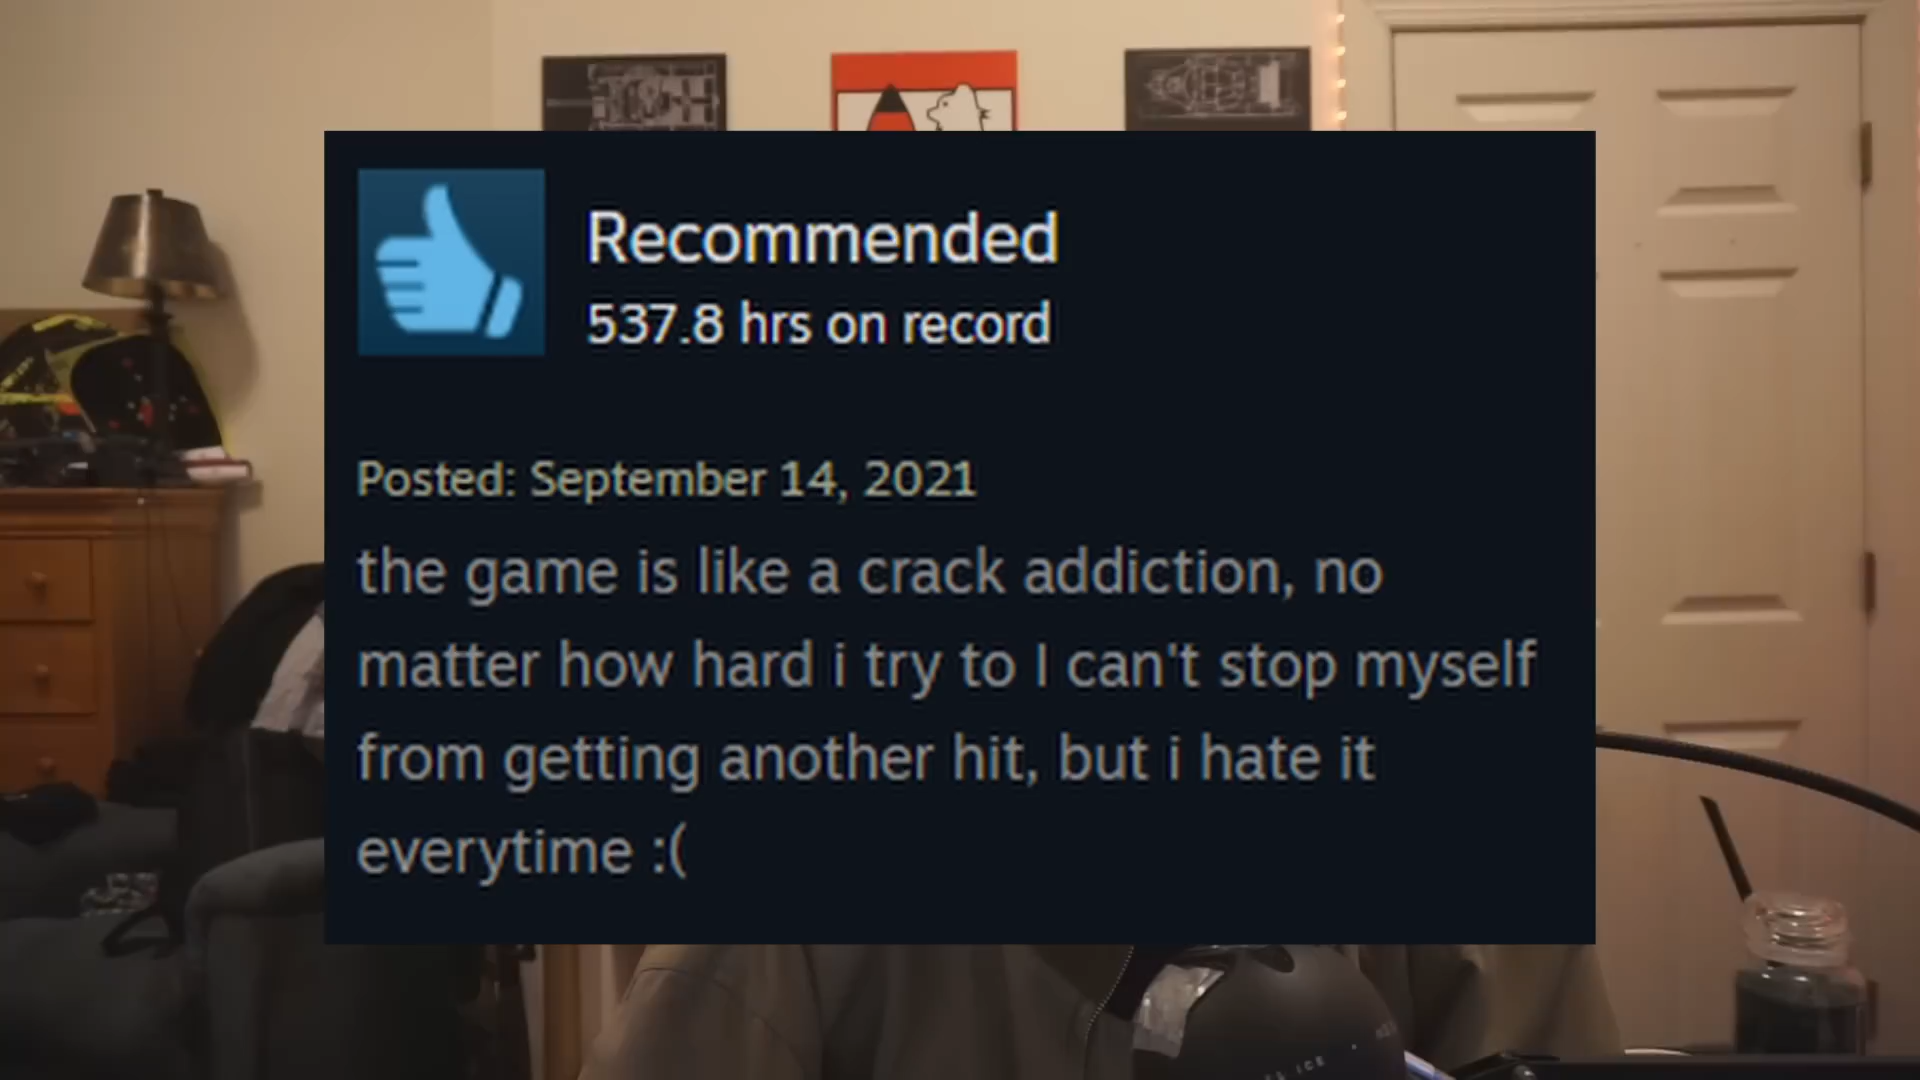 Recommended
537.8 hrs on record
Posted: September 14, 2021
the game is like a crack addiction, no
matter how hard i try to I can't stop myself
from getting another hit, but i hate it
everytime :(
ICE